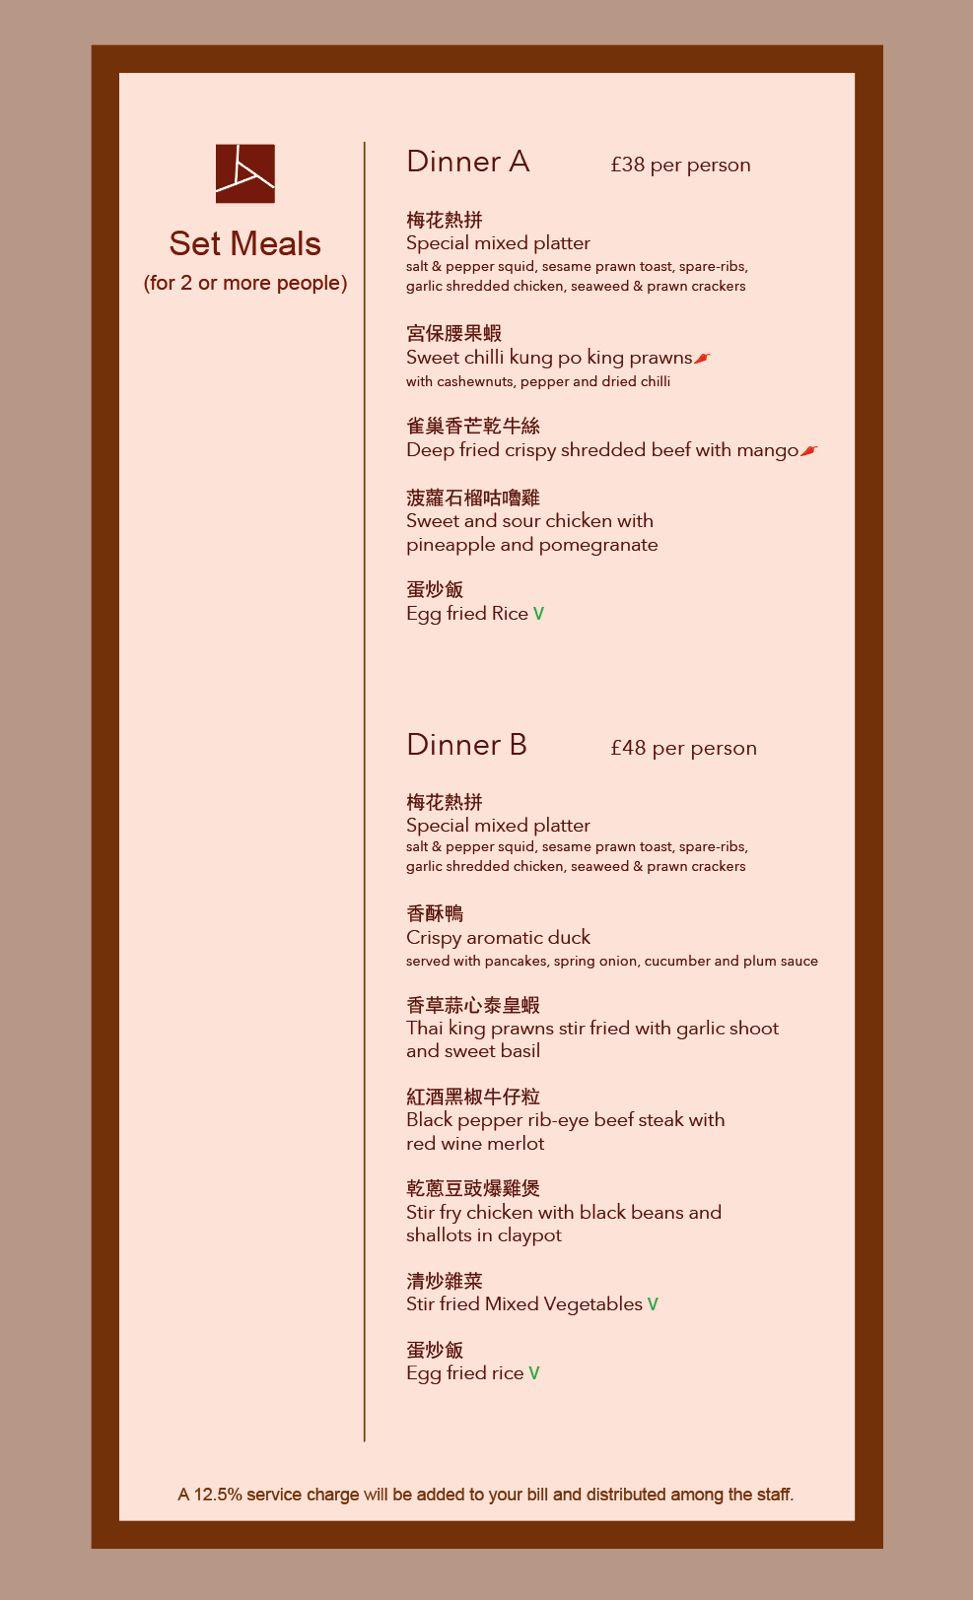 Set Meals
(for 2 or more people)
Dinner A £38 per person
梅花熱拼
Special mixed platter
salt & pepper squid, sesame prawn toast, spare-ribs,
garlic shredded chicken, seaweed & prawn crackers
宮保腰果蝦
Sweet chilli kung po king prawns
with cashewnuts, pepper and dried chilli
雀巢香芒乾牛絲
Deep fried crispy shredded beef with mango
菠蘿石榴咕嚕雞
Sweet and sour chicken with
pineapple and pomegranate
蛋炒飯
Egg fried Rice V
Dinner B £48 per person
梅花熱拼
Special mixed platter
salt & pepper squid, sesame prawn toast, spare-ribs,
garlic shredded chicken, seaweed & prawn crackers
香酥鴨
Crispy aromatic duck
served with pancakes, spring onion, cucumber and plum sauce
香草蒜心泰皇蝦
Thai king prawns stir fried with garlic shoot
and sweet basil
紅酒黑椒牛仔粒
Black pepper rib-eye beef steak with
red wine merlot
乾蔥豆豉爆雞煲
Stir fry chicken with black beans and
shallots in claypot
清炒雜菜
Stir fried Mixed Vegetables V
蛋炒飯
Egg fried rice V
A 12.5% service charge will be added to your bill and distributed among the staff.